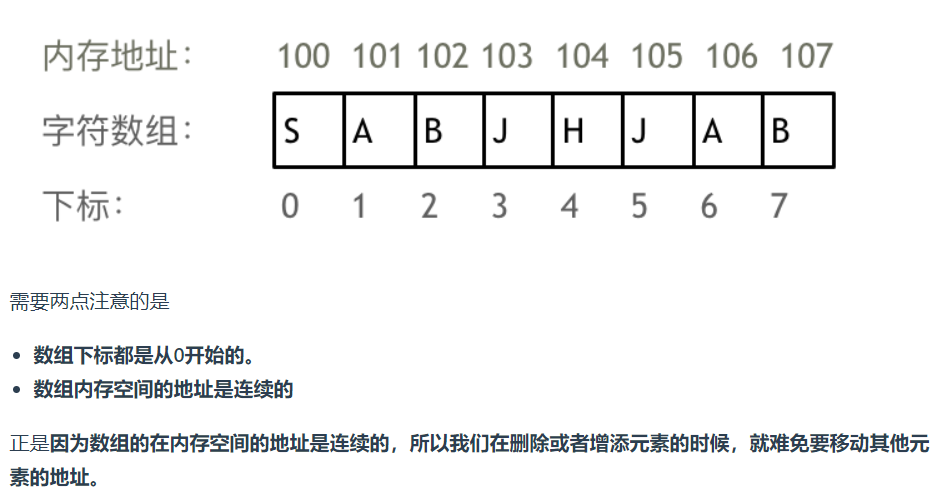 内存地址： 100 101 102 103 104 105 106 107
字符数组： S A B J H J A B
下标： 0 1 2 3 4 5 6 7
需要两点注意的是
• 数组下标都是从0开始的。
• 数组内存空间的地址是连续的
正是因为数组的在内存空间的地址是连续的，所以我们在删除或者增添元素的时候，就难免要移动其他元
素的地址。